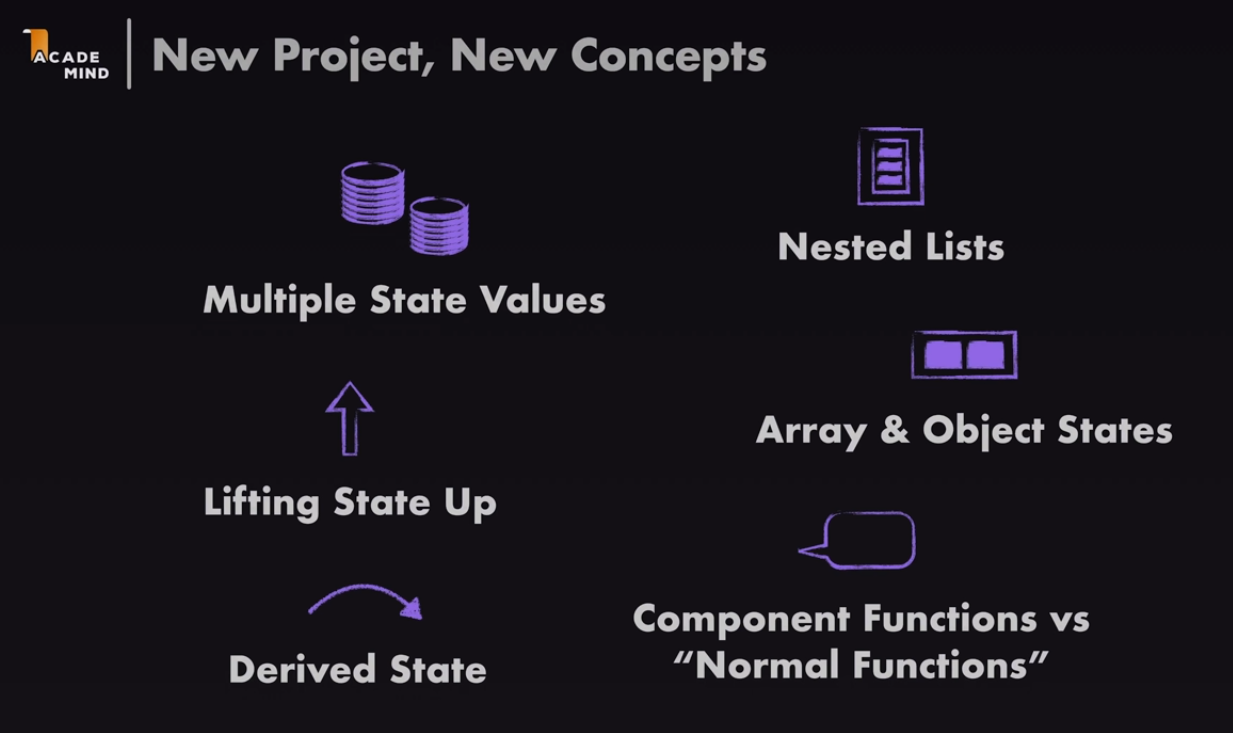 ACADE
MIND
New Project, New Concepts
Multiple State Values
Lifting State Up
Derived State
Nested Lists
Array & Object States
Component Functions vs
“Normal Functions”